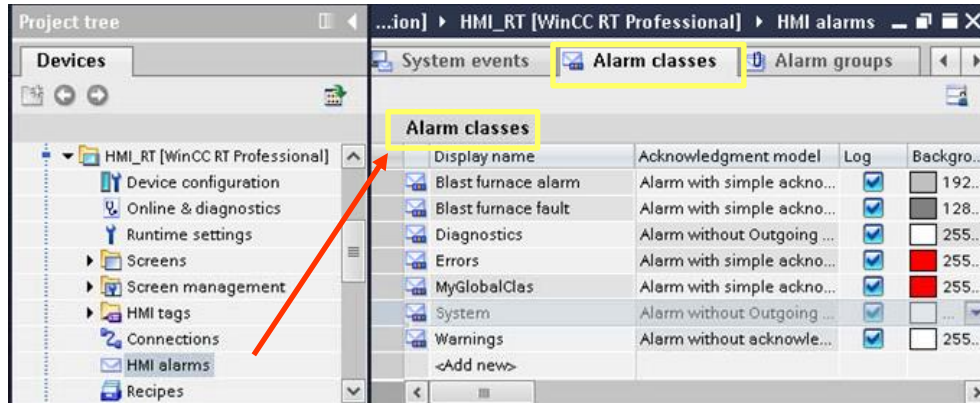 Project tree
Devices
HMI_RT [WinCC RT Professional]
Device configuration
Online & diagnostics
Runtime settings
Screens
Screen management
HMI tags
Connections
HMI alarms
Recipes
...ion] HMI_RT [WinCC RT Professional] HMI alarms
System events Alarm classes Alarm groups
Alarm classes
Display name Acknowledgment model Log Backgro...
Blast furnace alarm Alarm with simple ackno... 192...
Blast furnace fault Alarm with simple ackno... 128...
Diagnostics Alarm without Outgoing ... 255...
Errors Alarm with simple ackno... 255...
MyGlobalClas Alarm with simple ackno... 255...
System Alarm without Outgoing ... ...
Warnings Alarm without acknowle... 255...
<Add new>